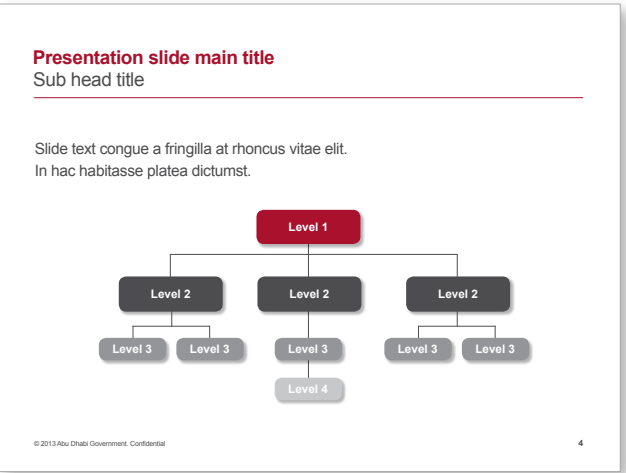 Presentation slide main title
Sub head title
Slide text congue a fringilla at rhoncus vitae elit.
In hac habitasse platea dictumst.
Level 1
Level 2 Level 2 Level 2
Level 3 Level 3 Level 3 Level 3 Level 3
Level 4
© 2013 Abu Dhabi Government. Confidential 4